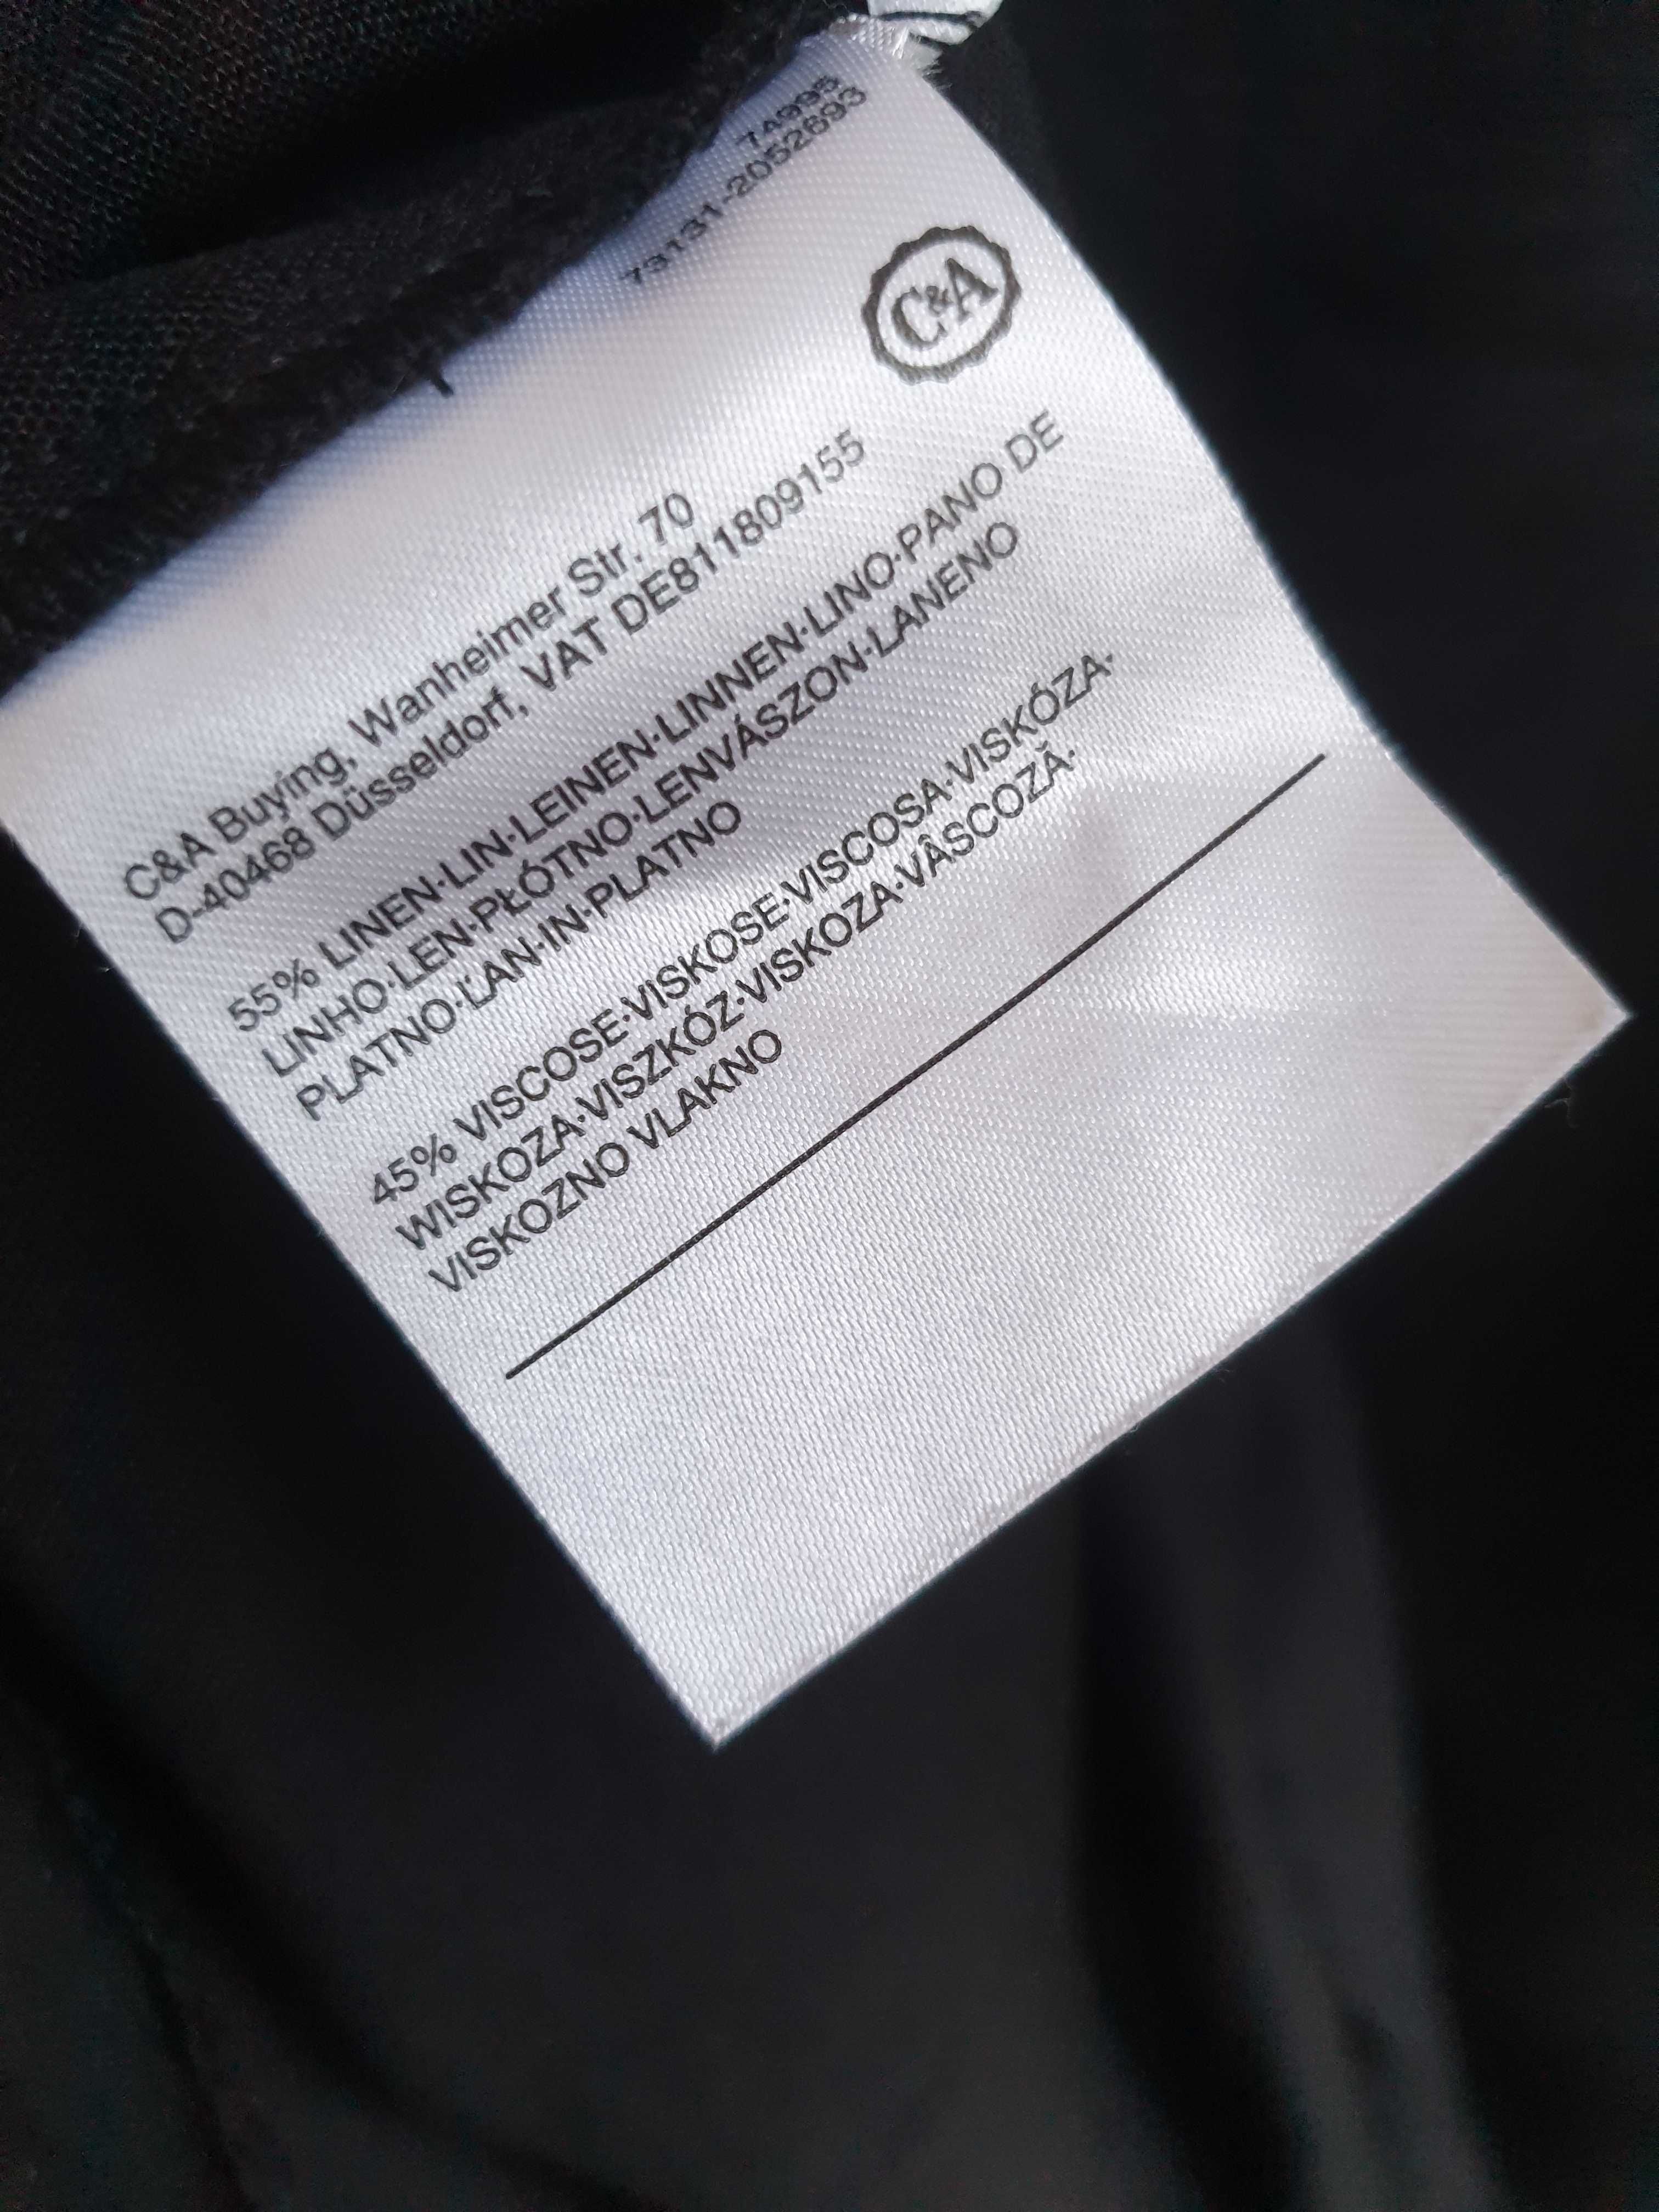 74998
73131-2052693
C&A
C&A Buying, Wanheimer Str. 70
D-40468 Düsseldorf, VAT DE811809155
55% LINEN·LIN·LEINEN·LINNEN·LINO·PANO DE
LINHO·LEN·PŁÓTNO·LENVÁSZON·LANENO
PLATNO·ĽAN·IN·PLATNO
45% VISCOSE·VISKOSE·VISCOSA·VISKÓZA·
WISKOZA·VISZKÓZ·VISKOZA·VÂSCOZĂ·
VISKOZNO VLAKNO